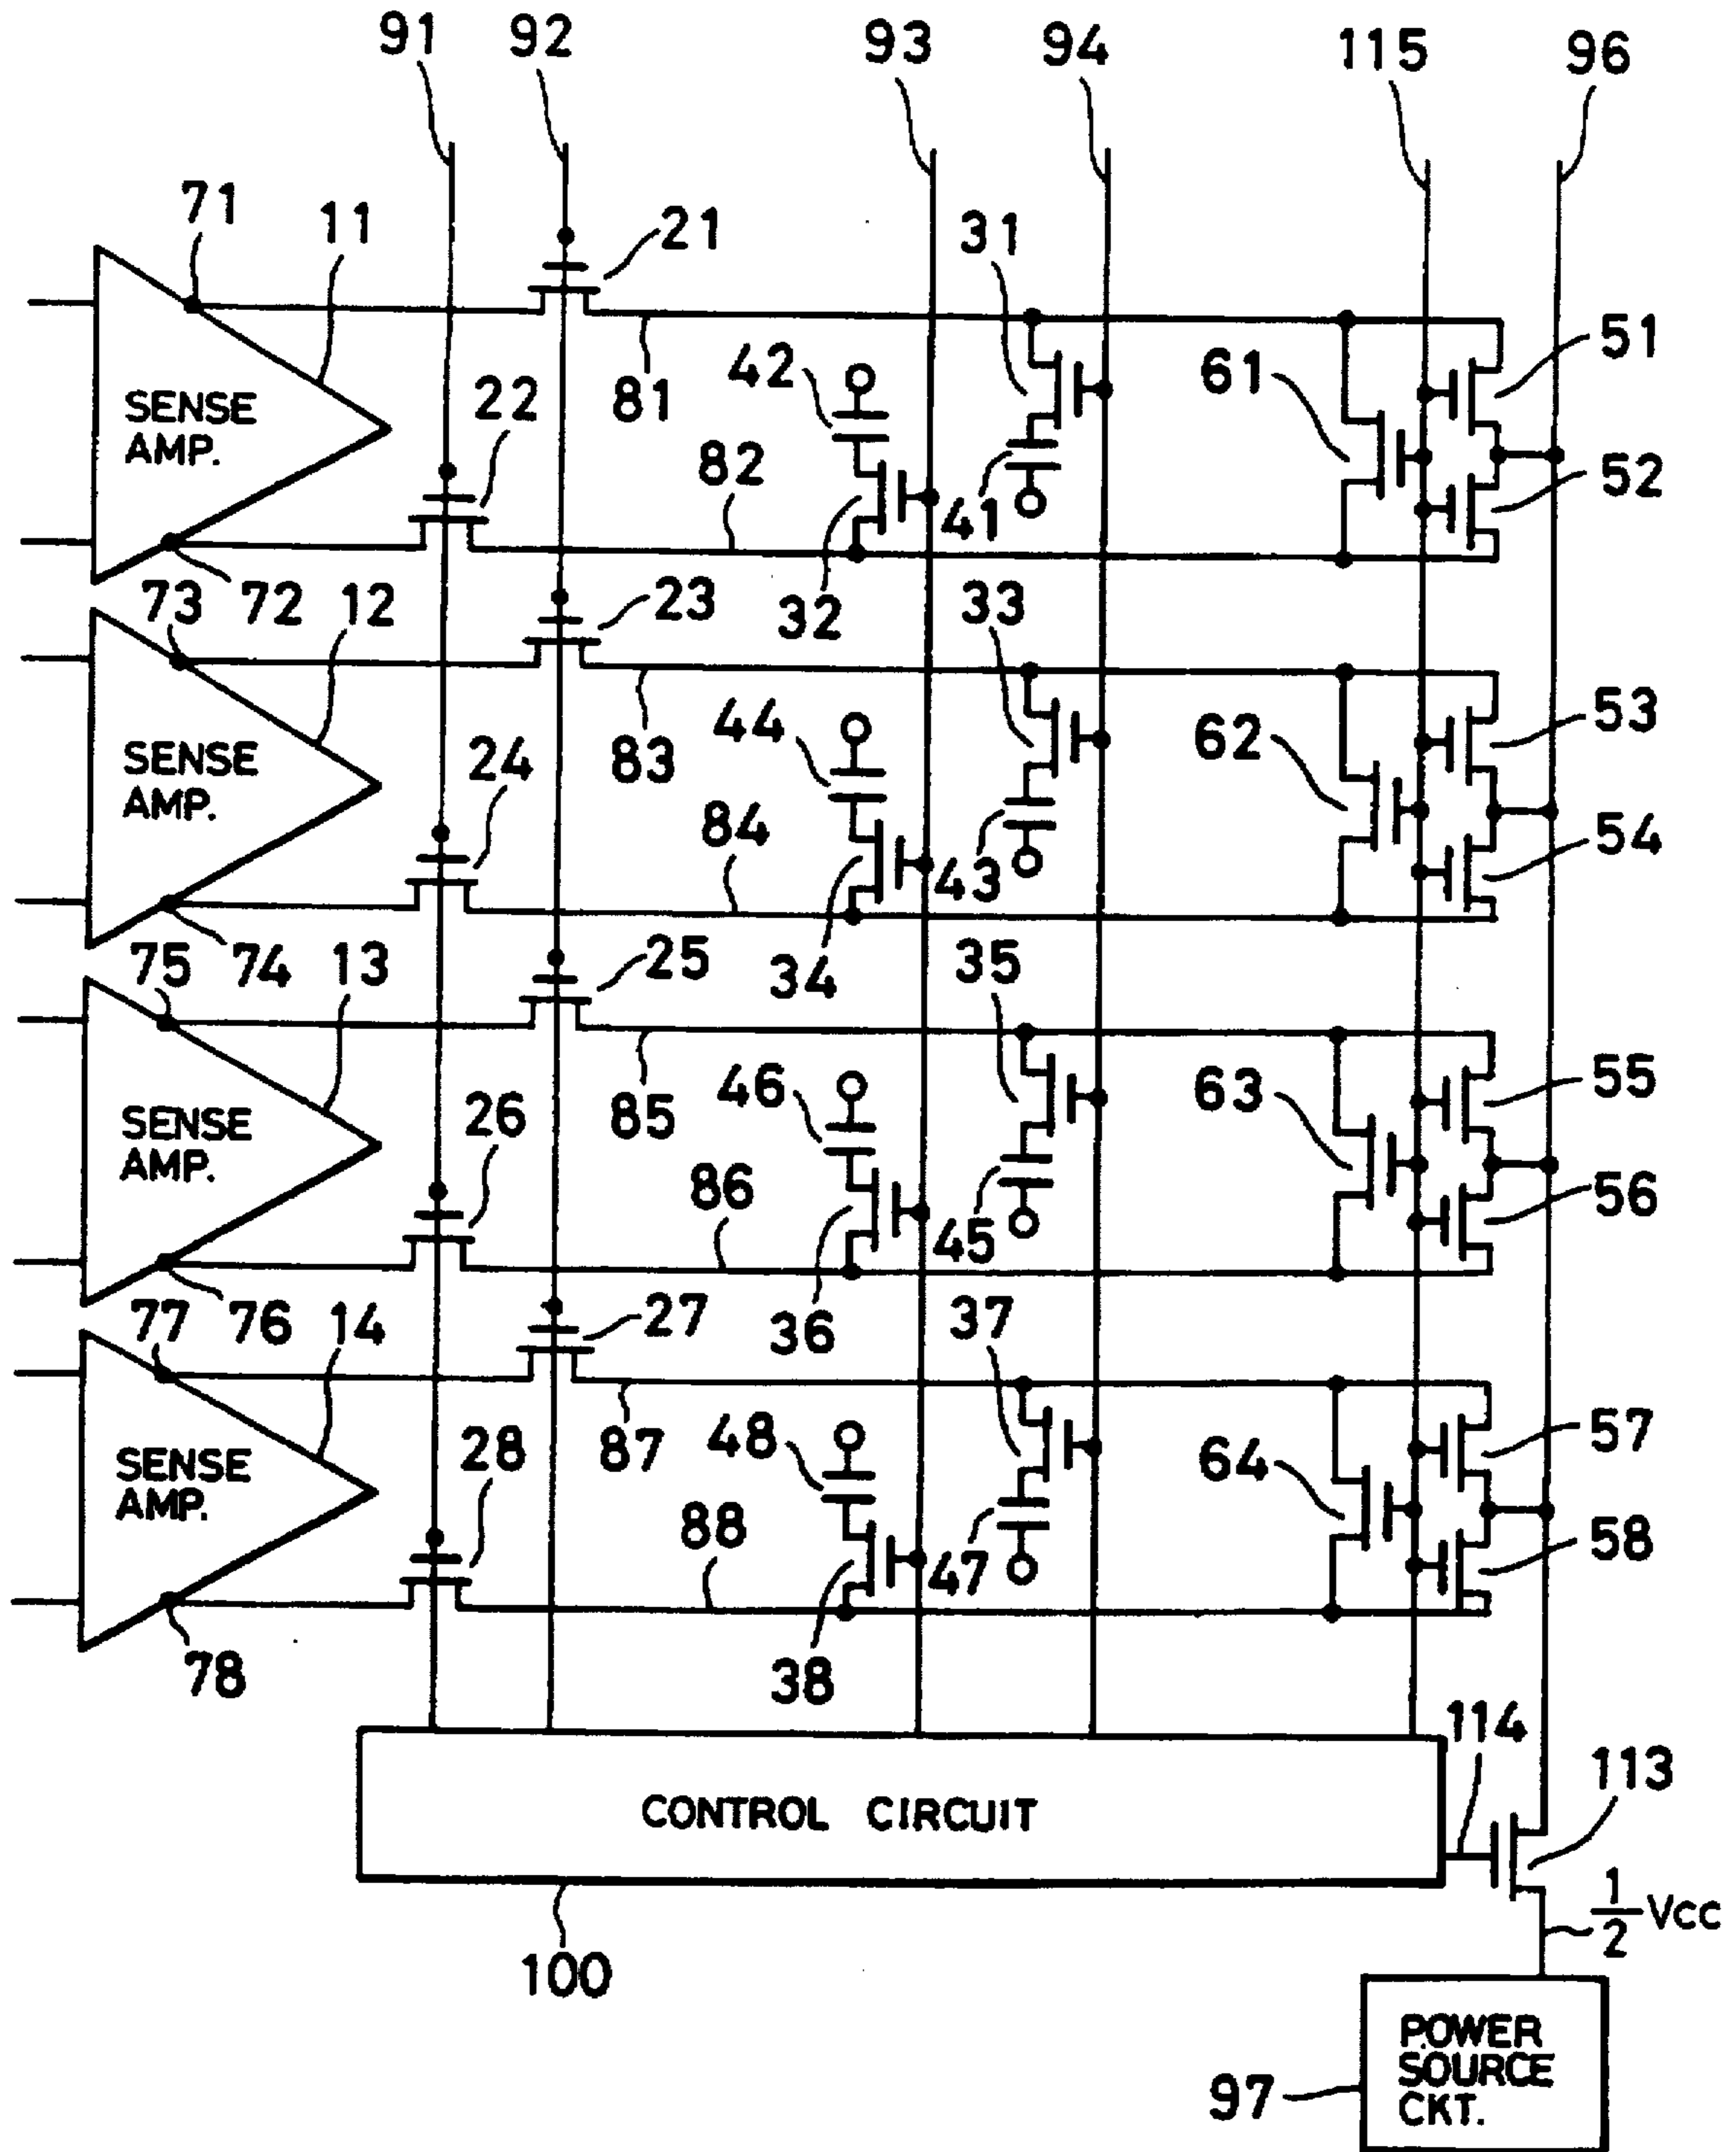 91 92 93 94 115 96
71 11 21 31
42 51
SENSE 22 81 61
AMP.
82 52
41
73 72 12 23 32 33
44 53
SENSE 24 83 62
AMP.
84 54
43
75 74 13 25 34 35
46 55
SENSE 26 85 63
AMP.
86 56
45
77 76 14 27 36 37
48 57
SENSE 28 87 64
AMP.
88 58
47
78 38
114
113
CONTROL CIRCUIT
1/2 Vcc
100
POWER
SOURCE
97 CKT.